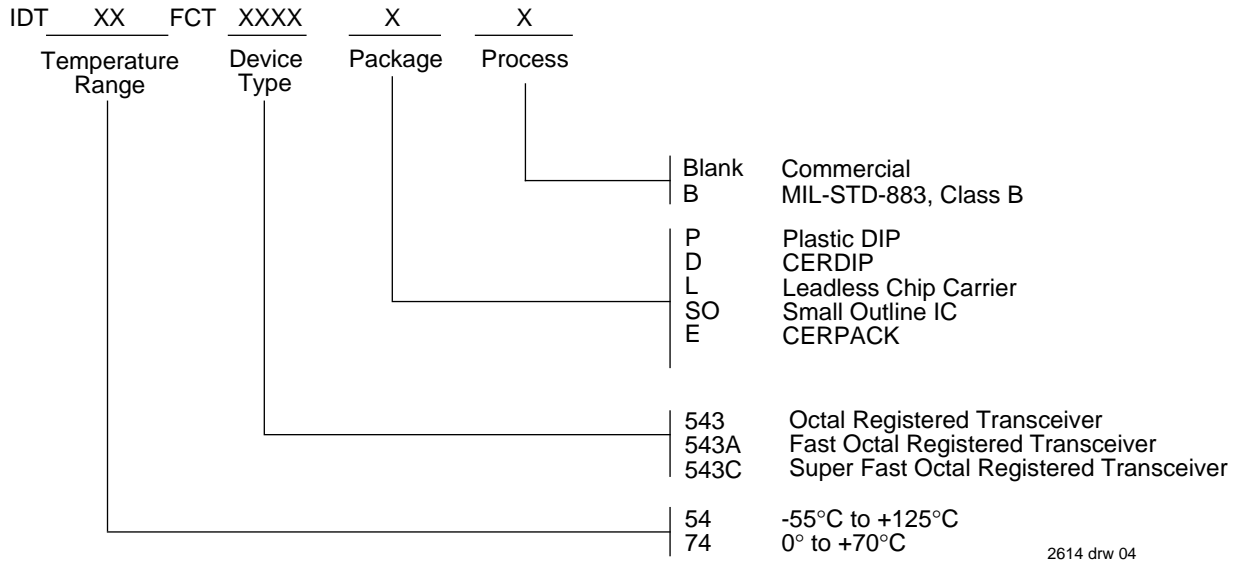 IDT XX FCT XXXX X X
Temperature Range
Device Type
Package
Process
Blank Commercial
B MIL-STD-883, Class B
P Plastic DIP
D CERDIP
L Leadless Chip Carrier
SO Small Outline IC
E CERPACK
543 Octal Registered Transceiver
543A Fast Octal Registered Transceiver
543C Super Fast Octal Registered Transceiver
54 -55°C to +125°C
74 0° to +70°C
2614 drw 04